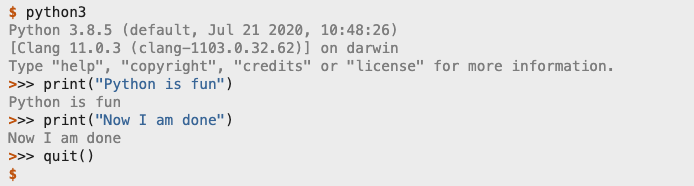 $ python3
Python 3.8.5 (default, Jul 21 2020, 10:48:26)
[Clang 11.0.3 (clang-1103.0.32.62)] on darwin
Type "help", "copyright", "credits" or "license" for more information.
>>> print("Python is fun")
Python is fun
>>> print("Now I am done")
Now I am done
>>> quit()
$